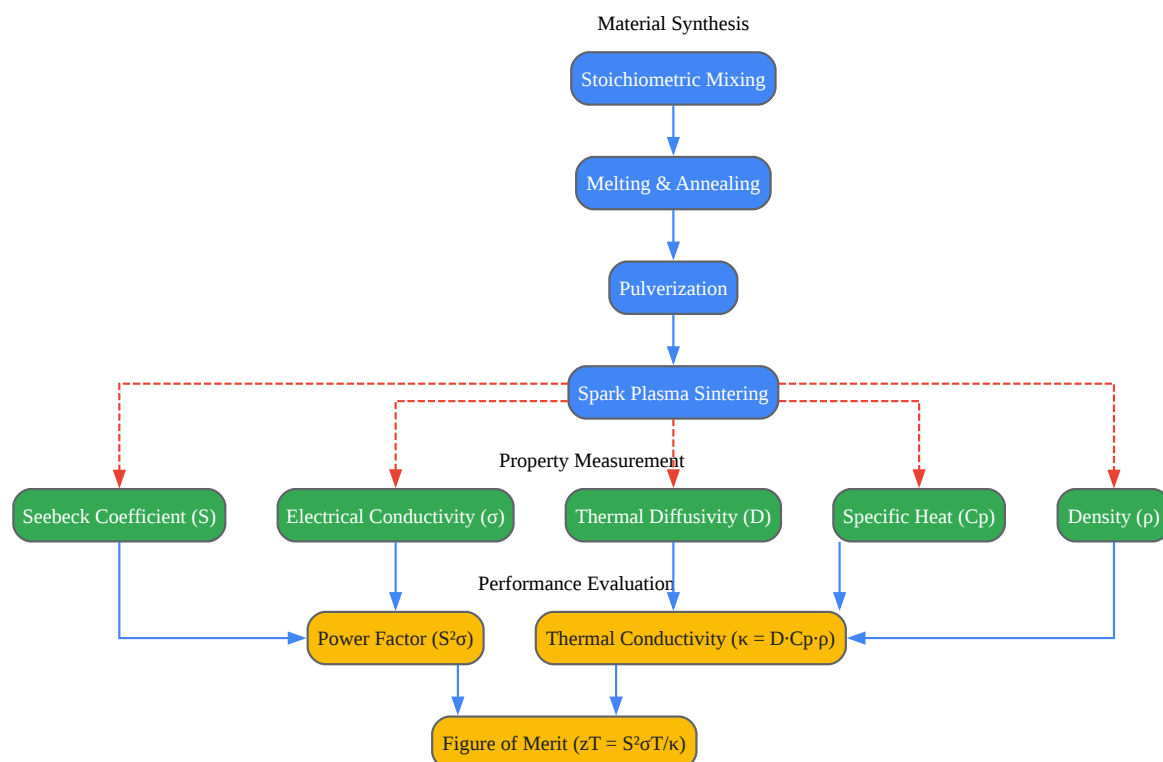 Material Synthesis
Stoichiometric Mixing
Melting & Annealing
Pulverization
Spark Plasma Sintering
Property Measurement
Seebeck Coefficient (S)
Electrical Conductivity (σ)
Thermal Diffusivity (D)
Specific Heat (Cp)
Density (ρ)
Performance Evaluation
Power Factor (S²σ)
Thermal Conductivity (κ = D·Cp·ρ)
Figure of Merit (zT = S²σT/κ)